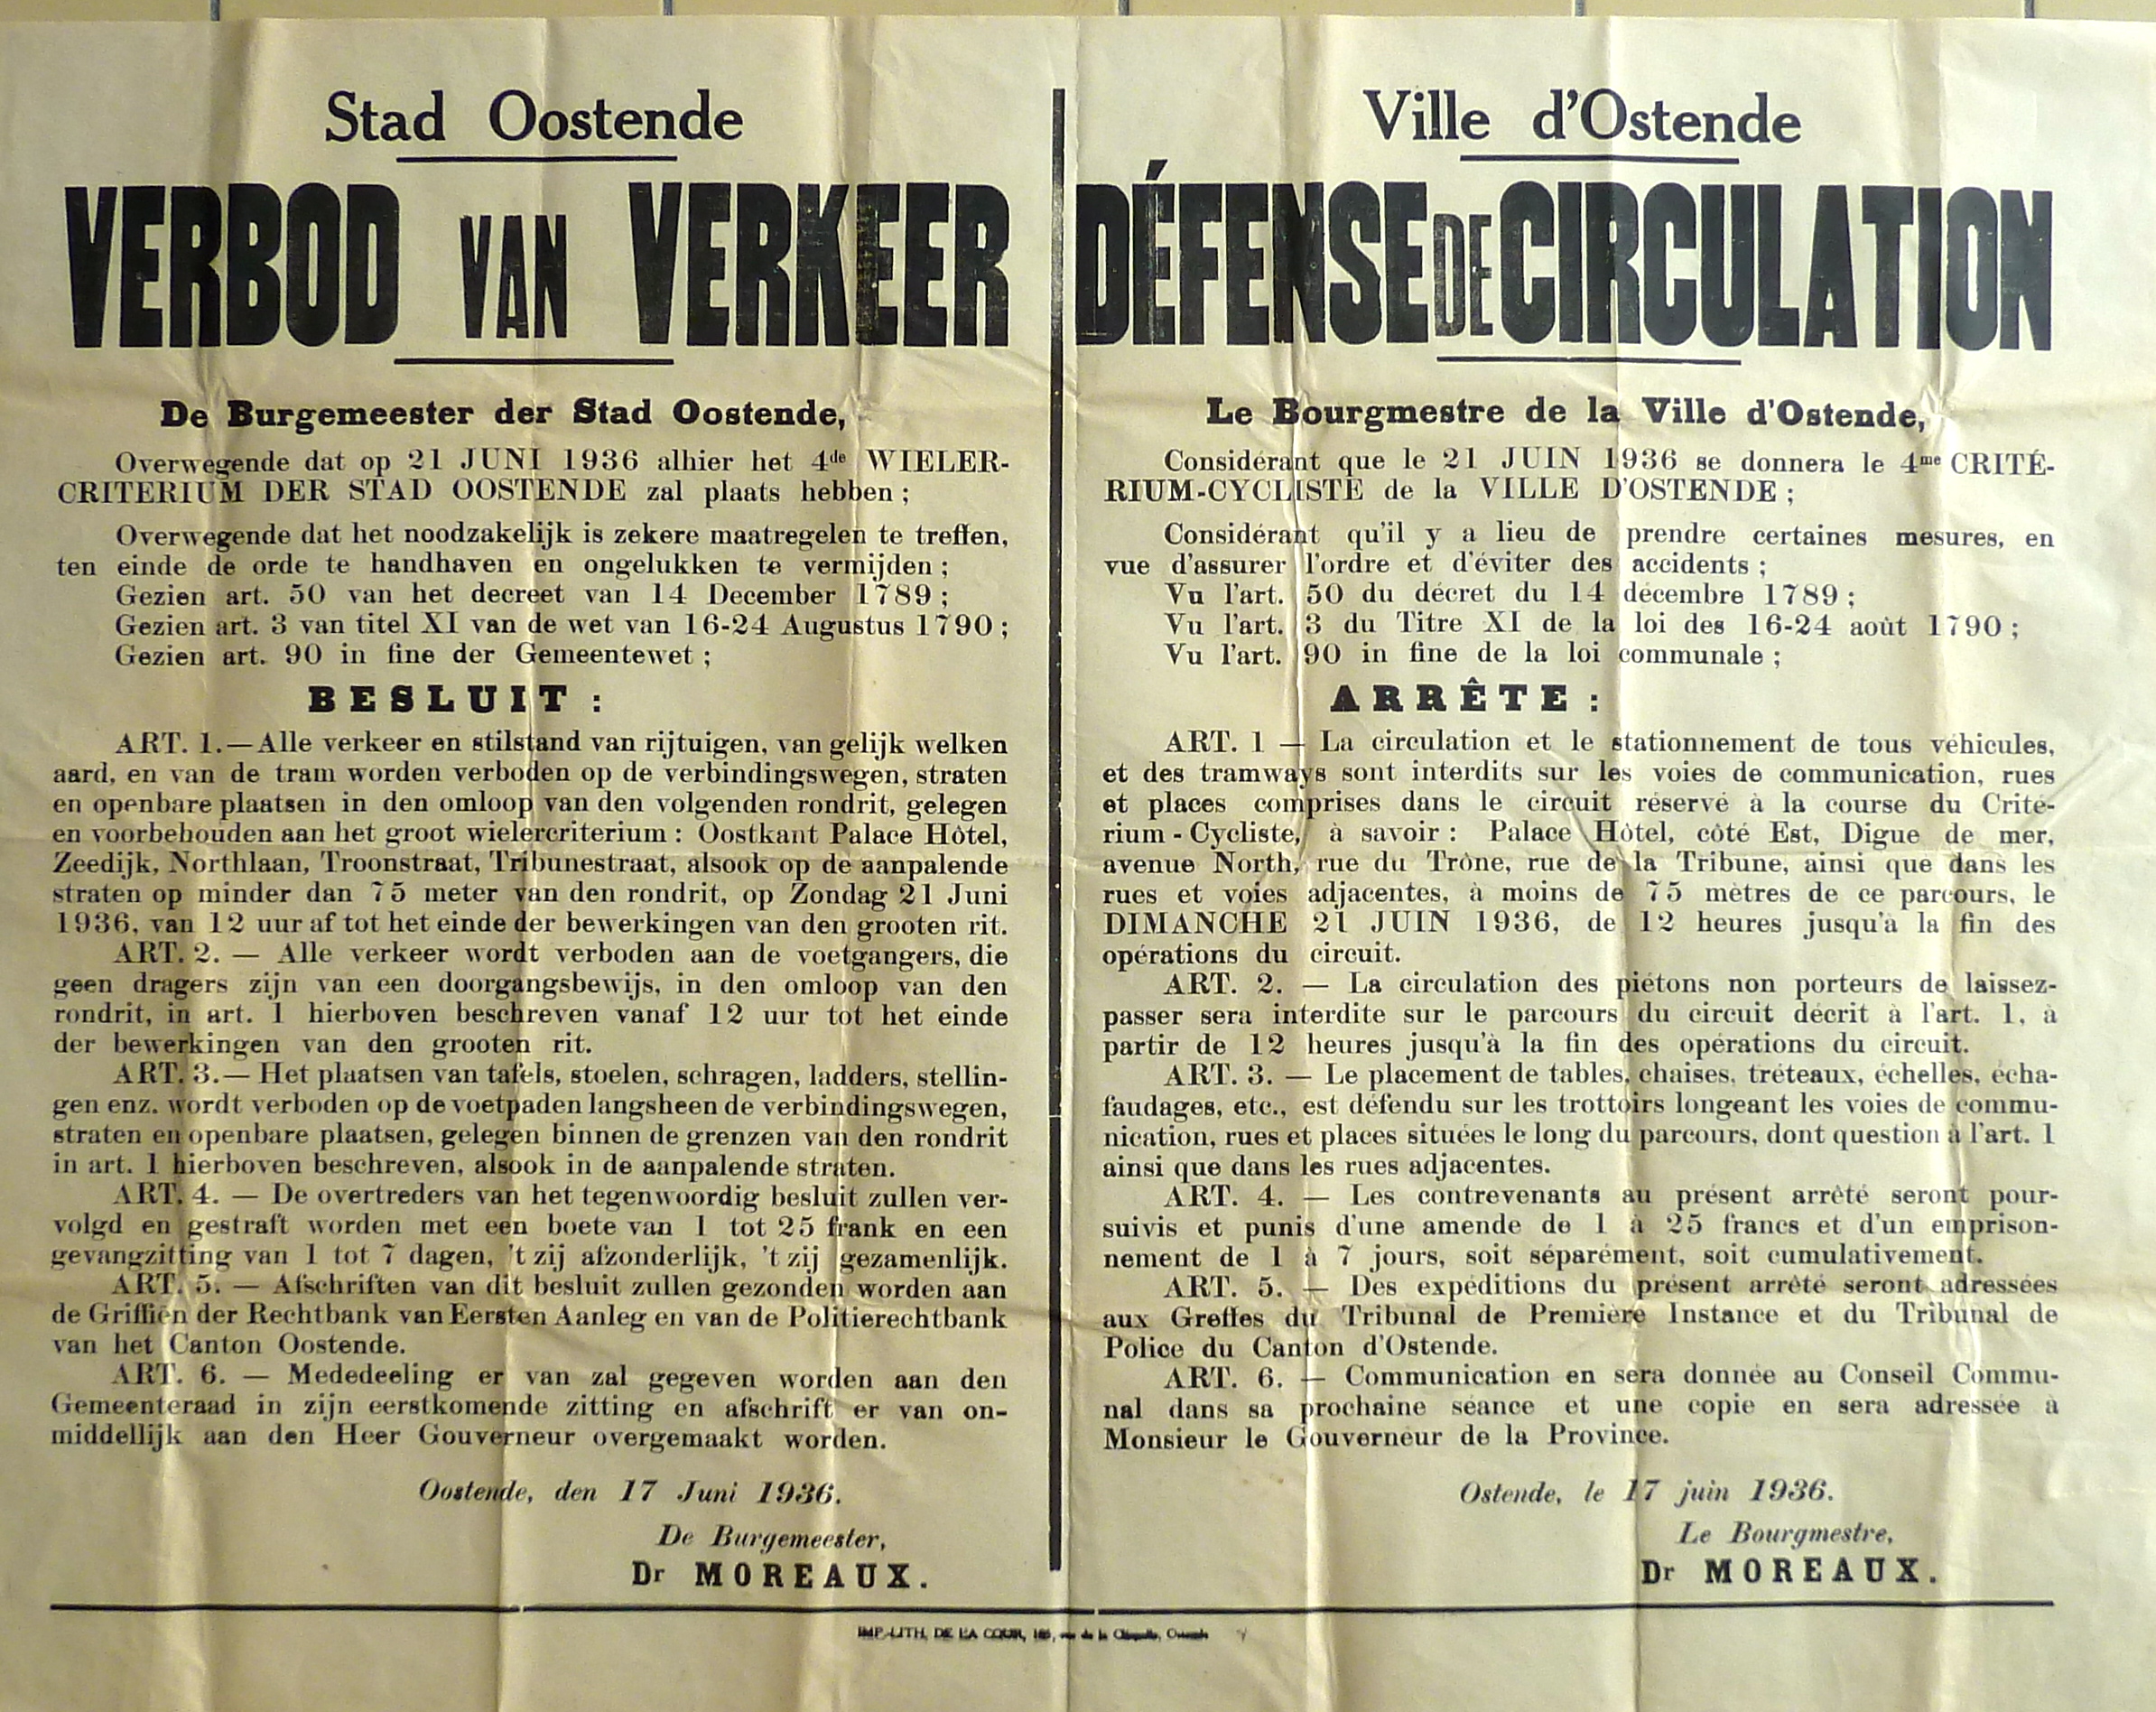 Stad Oostende
VERBOD VAN VERKEER
De Burgemeester der Stad Oostende,
Overwegende dat op 21 JUNI 1936 alhier het 4de WIELER-
CRITERIUM DER STAD OOSTENDE zal plaats hebben ;
Overwegende dat het noodzakelijk is zekere maatregelen te treffen,
ten einde de orde te handhaven en ongelukken te vermijden ;
Gezien art. 50 van het decreet van 14 December 1789 ;
Gezien art. 3 van titel XI van de wet van 16-24 Augustus 1790 ;
Gezien art. 90 in fine der Gemeentewet ;
BESLUIT :
ART. 1.—Alle verkeer en stilstand van rijtuigen, van gelijk welken
aard, en van de tram worden verboden op de verbindingswegen, straten
en openbare plaatsen in den omloop van den volgenden rondrit, gelegen
en voorbehouden aan het groot wielercriterium : Oostkant Palace Hôtel,
Zeedijk, Northlaan, Troonstraat, Tribunestraat, alsook op de aanpalende
straten op minder dan 75 meter van den rondrit, op Zondag 21 Juni
1936, van 12 uur af tot het einde der bewerkingen van den grooten rit.
ART. 2. — Alle verkeer wordt verboden aan de voetgangers, die
geen dragers zijn van een doorgangsbewijs, in den omloop van den
rondrit, in art. 1 hierboven beschreven vanaf 12 uur tot het einde
der bewerkingen van den grooten rit.
ART. 3.— Het plaatsen van tafels, stoelen, schragen, ladders, stellin-
gen enz. wordt verboden op de voetpaden langsheen de verbindingswegen,
straten en openbare plaatsen, gelegen binnen de grenzen van den rondrit
in art. 1 hierboven beschreven, alsook in de aanpalende straten.
ART. 4. — De overtreders van het tegenwoordig besluit zullen ver-
volgd en gestraft worden met een boete van 1 tot 25 frank en een
gevangzitting van 1 tot 7 dagen, 't zij afzonderlijk, 't zij gezamenlijk.
ART. 5. — Afschriften van dit besluit zullen gezonden worden aan
de Griffiën der Rechtbank van Eersten Aanleg en van de Politierechtbank
van het Canton Oostende.
ART. 6. — Mededeeling er van zal gegeven worden aan den
Gemeenteraad in zijn eerstkomende zitting en afschrift er van on-
middellijk aan den Heer Gouverneur overgemaakt worden.
Oostende, den 17 Juni 1936.
De Burgemeester,
Dr MOREAUX.
Ville d'Ostende
DÉFENSE DE CIRCULATION
Le Bourgmestre de la Ville d'Ostende,
Considérant que le 21 JUIN 1936 se donnera le 4me CRITÉ-
RIUM-CYCLISTE de la VILLE D'OSTENDE ;
Considérant qu'il y a lieu de prendre certaines mesures, en
vue d'assurer l'ordre et d'éviter des accidents ;
Vu l'art. 50 du décret du 14 décembre 1789 ;
Vu l'art. 3 du Titre XI de la loi des 16-24 août 1790 ;
Vu l'art. 90 in fine de la loi communale ;
ARRÊTE :
ART. 1 — La circulation et le stationnement de tous véhicules,
et des tramways sont interdits sur les voies de communication, rues
et places comprises dans le circuit réservé à la course du Crité-
rium - Cycliste, à savoir : Palace Hôtel, côté Est, Digue de mer,
avenue North, rue du Trône, rue de la Tribune, ainsi que dans les
rues et voies adjacentes, à moins de 75 mètres de ce parcours, le
DIMANCHE 21 JUIN 1936, de 12 heures jusqu'à la fin des
opérations du circuit.
ART. 2. — La circulation des piétons non porteurs de laissez-
passer sera interdite sur le parcours du circuit décrit à l'art. 1, à
partir de 12 heures jusqu'à la fin des opérations du circuit.
ART. 3. — Le placement de tables, chaises, tréteaux, échelles, écha-
faudages, etc., est défendu sur les trottoirs longeant les voies de commu-
nication, rues et places situées le long du parcours, dont question à l'art. 1
ainsi que dans les rues adjacentes.
ART. 4. — Les contrevenants au présent arrêté seront pour-
suivis et punis d'une amende de 1 à 25 francs et d'un emprison-
nement de 1 à 7 jours, soit séparément, soit cumulativement.
ART. 5. — Des expéditions du présent arrêté seront adressées
aux Greffes du Tribunal de Première Instance et du Tribunal de
Police du Canton d'Ostende.
ART. 6. — Communication en sera donnée au Conseil Commu-
nal dans sa prochaine séance et une copie en sera adressée à
Monsieur le Gouverneur de la Province.
Ostende, le 17 juin 1936.
Le Bourgmestre,
Dr MOREAUX.
IMP.-LITH. DE LA COUR, rue de la Chapelle, Ostende